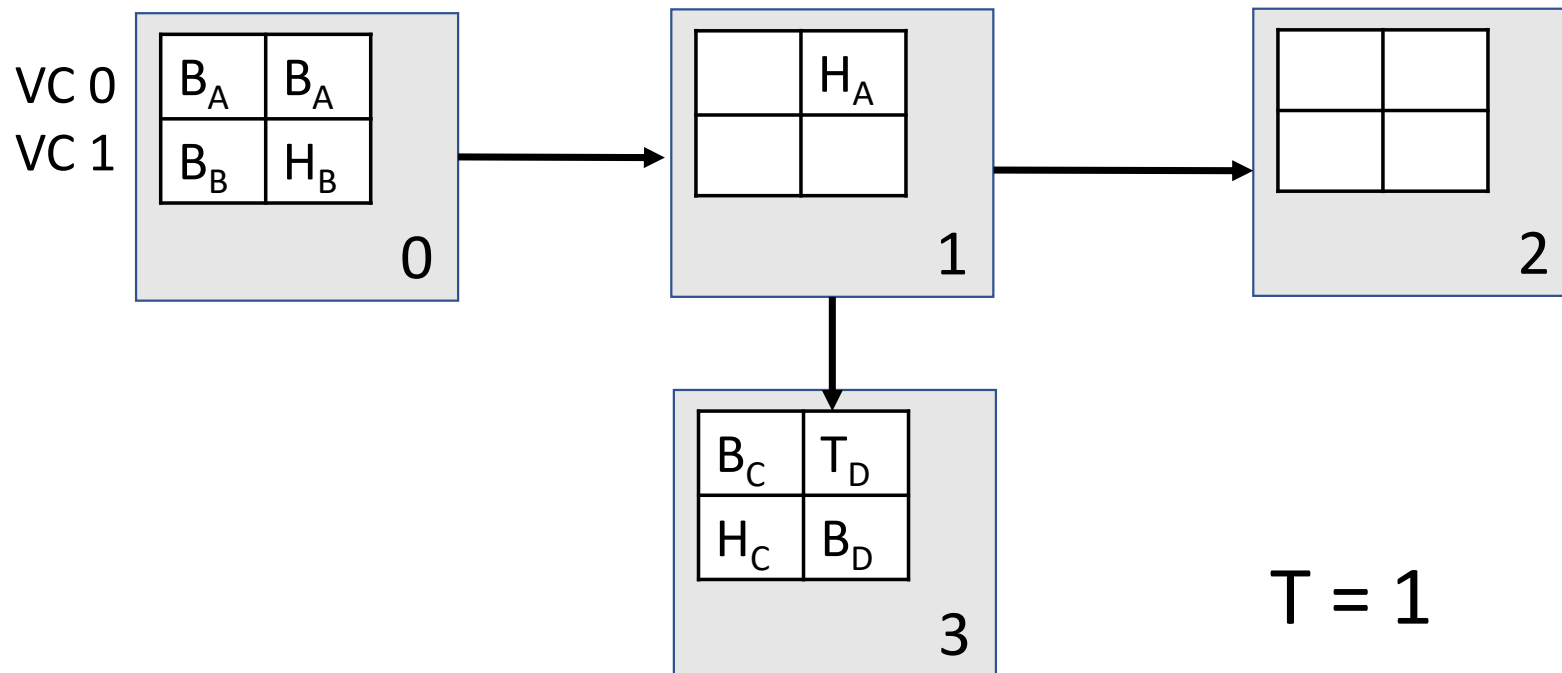 VC 0
VC 1
B_A B_A
B_B H_B
0
H_A
1
2
B_C T_D
H_C B_D
3
T = 1